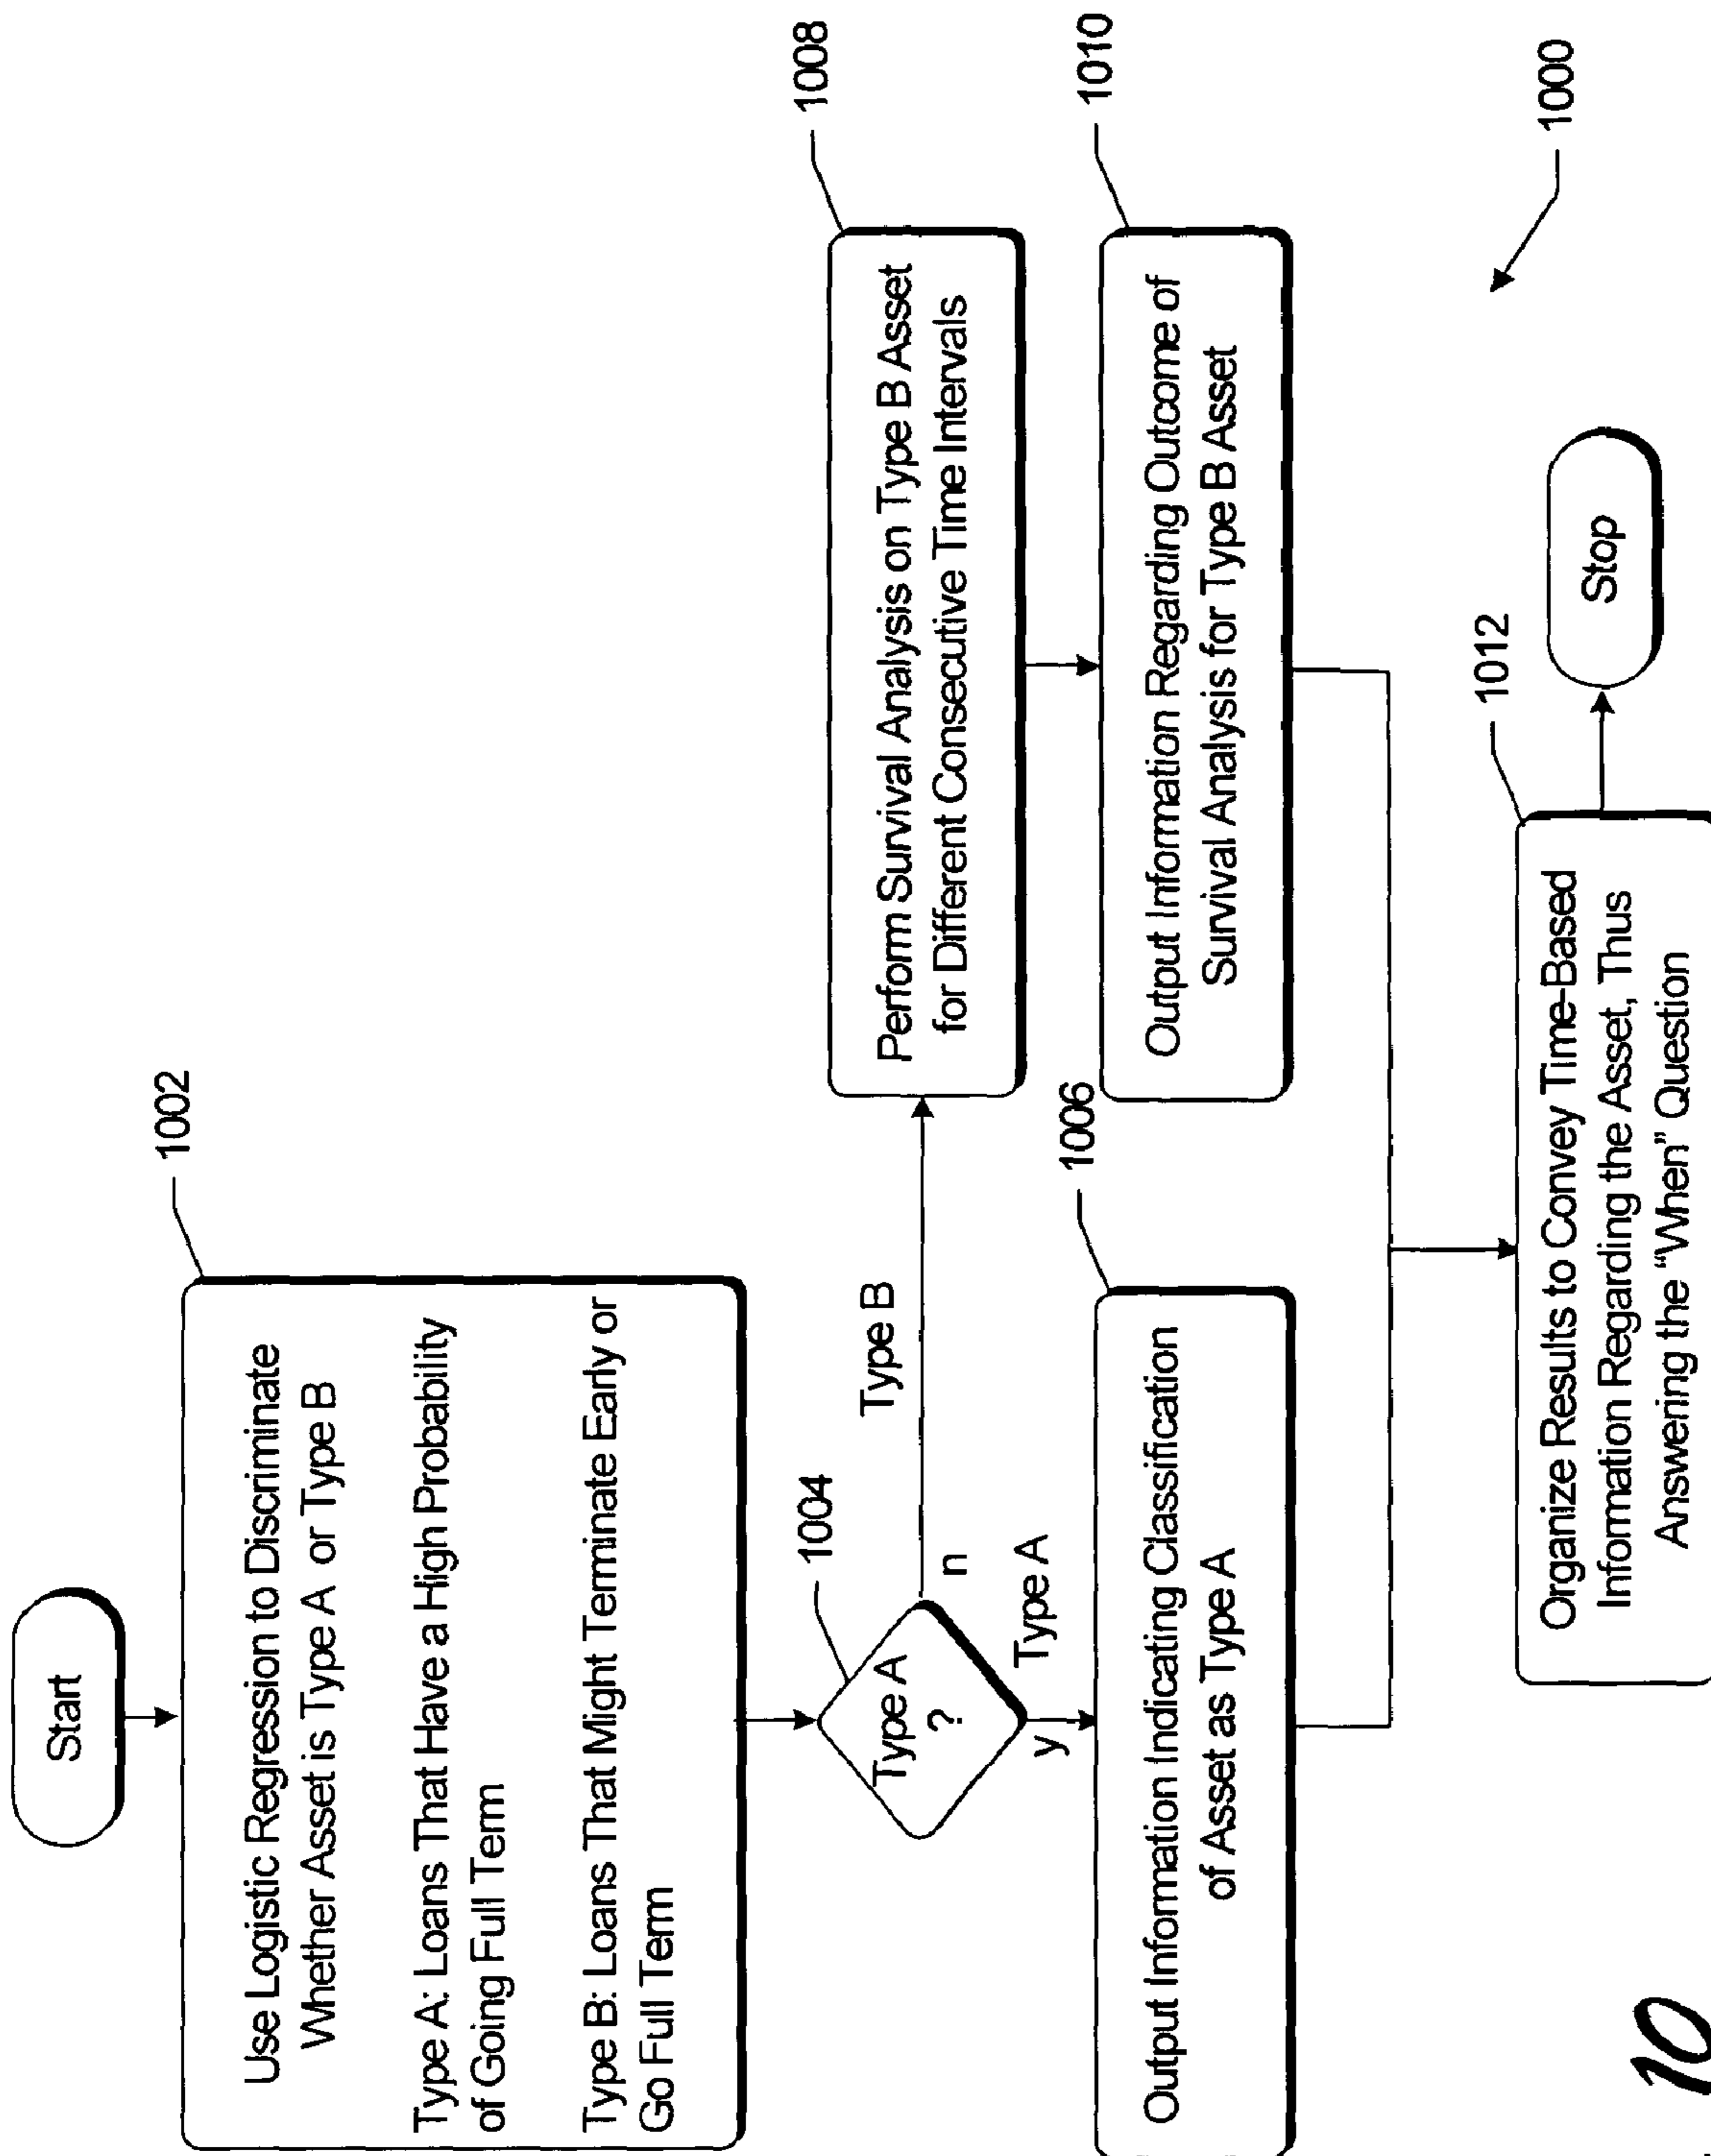 Start
1002
Use Logistic Regression to Discriminate
Whether Asset is Type A or Type B
Type A: Loans That Have a High Probability
of Going Full Term
Type B: Loans That Might Terminate Early or
Go Full Term
1004
Type A
?
n
Type B
y
Type A
1008
Perform Survival Analysis on Type B Asset
for Different Consecutive Time Intervals
1006
Output Information Indicating Classification
of Asset as Type A
1010
Output Information Regarding Outcome of
Survival Analysis for Type B Asset
1012
Organize Results to Convey Time-Based
Information Regarding the Asset, Thus
Answering the “When” Question
Stop
1000
10